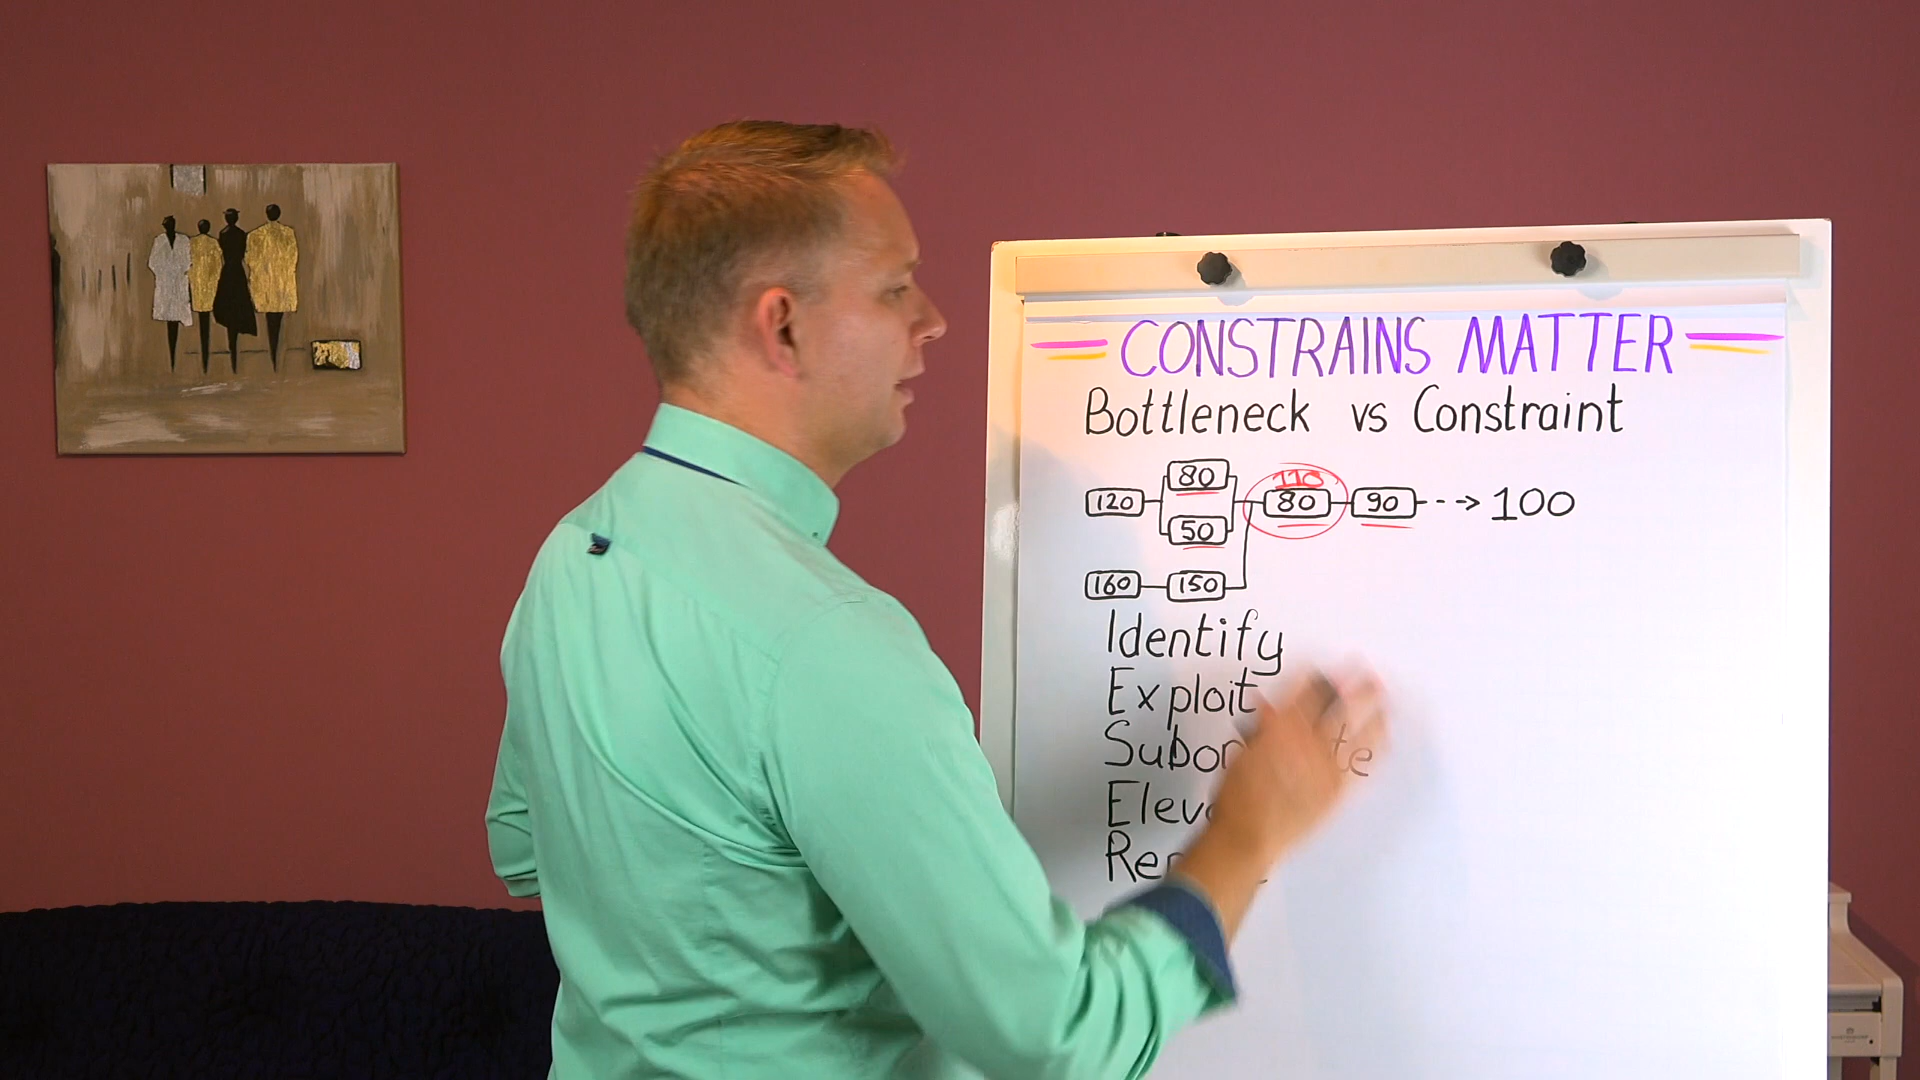 CONSTRAINS MATTER
Bottleneck vs Constraint
80 110
120 80 90 --> 100
50
160 150
Identify
Exploit